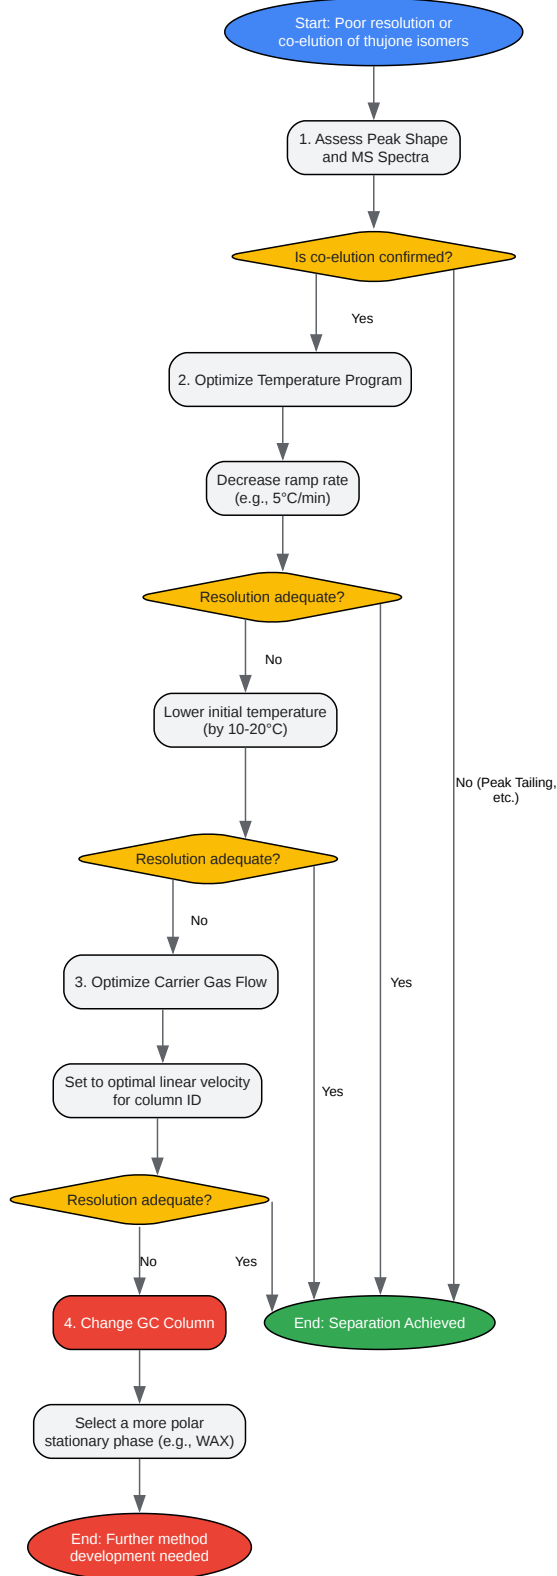 Start: Poor resolution or
co-elution of thujone isomers
1. Assess Peak Shape
and MS Spectra
Is co-elution confirmed?
Yes
2. Optimize Temperature Program
Decrease ramp rate
(e.g., 5°C/min)
Resolution adequate?
No
Lower initial temperature
(by 10-20°C)
No (Peak Tailing,
etc.)
Resolution adequate?
No
3. Optimize Carrier Gas Flow
Yes
Set to optimal linear velocity
for column ID
Yes
Resolution adequate?
No
Yes
4. Change GC Column
End: Separation Achieved
Select a more polar
stationary phase (e.g., WAX)
End: Further method
development needed